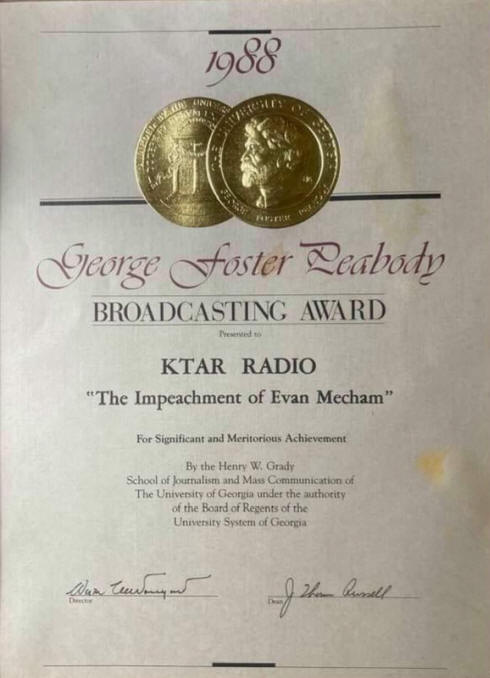 1988
George Foster Peabody
BROADCASTING AWARD
Presented to
KTAR RADIO
"The Impeachment of Evan Mecham"
For Significant and Meritorious Achievement
By the Henry W. Grady
School of Journalism and Mass Communication of
The University of Georgia under the authority
of the Board of Regents of the
University System of Georgia
Director
Dean J Thomas Russell